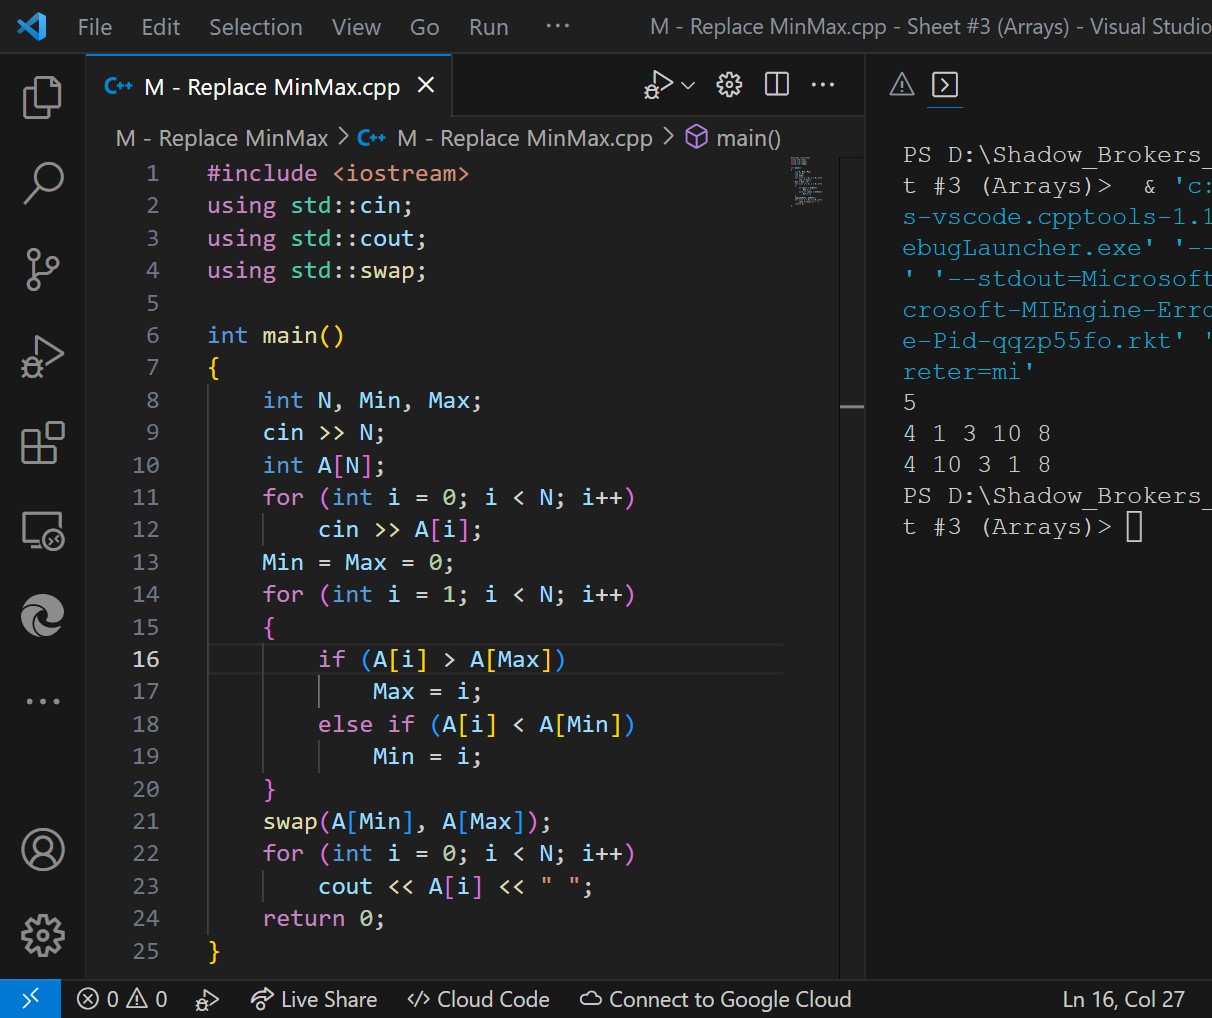 File Edit Selection View Go Run ··· M - Replace MinMax.cpp - Sheet #3 (Arrays) - Visual Studio
C++ M - Replace MinMax.cpp
M - Replace MinMax > C++ M - Replace MinMax.cpp > main()
1 #include <iostream>
2 using std::cin;
3 using std::cout;
4 using std::swap;
5
6 int main()
7 {
8 int N, Min, Max;
9 cin >> N;
10 int A[N];
11 for (int i = 0; i < N; i++)
12 cin >> A[i];
13 Min = Max = 0;
14 for (int i = 1; i < N; i++)
15 {
16 if (A[i] > A[Max])
17 Max = i;
18 else if (A[i] < A[Min])
19 Min = i;
20 }
21 swap(A[Min], A[Max]);
22 for (int i = 0; i < N; i++)
23 cout << A[i] << " ";
24 return 0;
25 }
PS D:\Shadow_Brokers_
t #3 (Arrays)> & 'c:
s-vscode.cpptools-1.1
ebugLauncher.exe' '--
' '--stdout=Microsoft
crosoft-MIEngine-Erro
e-Pid-qqzp55fo.rkt' '
reter=mi'
5
4 1 3 10 8
4 10 3 1 8
PS D:\Shadow_Brokers_
t #3 (Arrays)>
0 0 Live Share </> Cloud Code Connect to Google Cloud Ln 16, Col 27